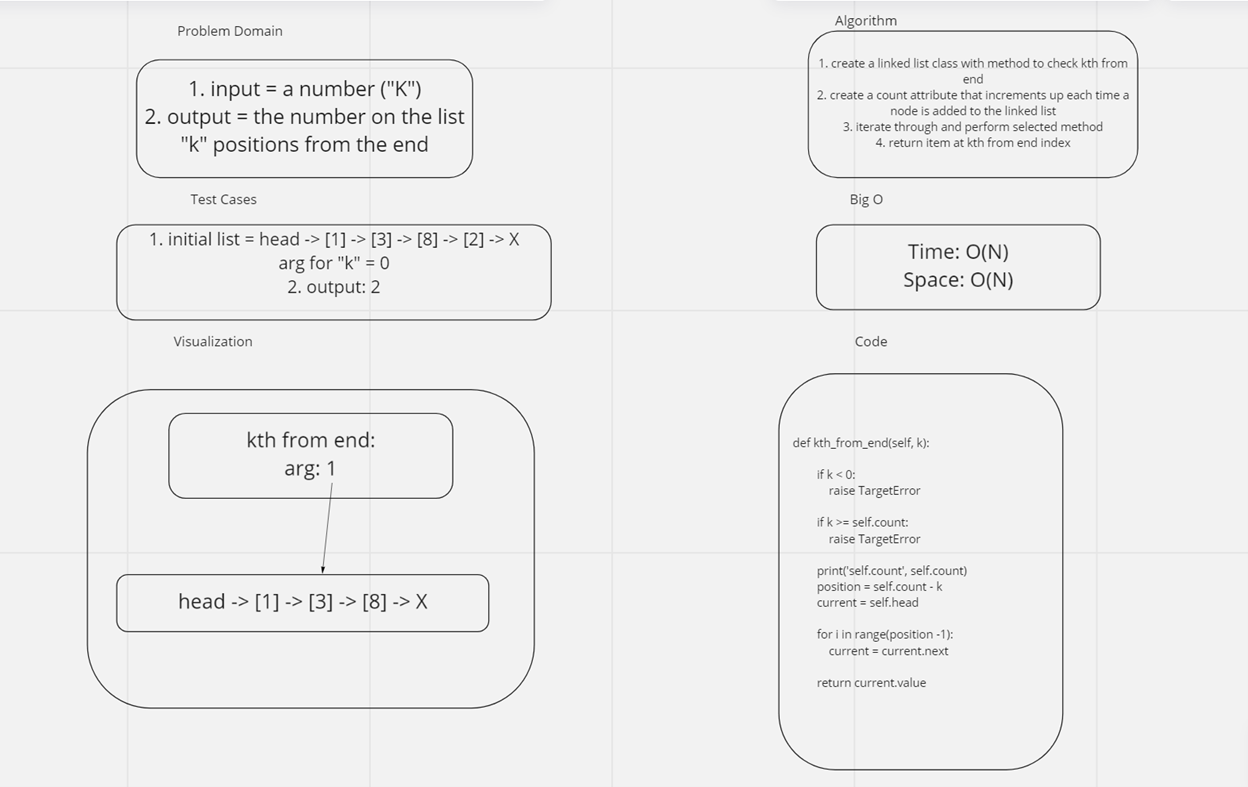 Problem Domain
1. input = a number ("K")
2. output = the number on the list
"k" positions from the end
Test Cases
1. initial list = head -> [1] -> [3] -> [8] -> [2] -> X
arg for "k" = 0
2. output: 2
Visualization
kth from end:
arg: 1
head -> [1] -> [3] -> [8] -> X
Algorithm
1. create a linked list class with method to check kth from
end
2. create a count attribute that increments up each time a
node is added to the linked list
3. iterate through and perform selected method
4. return item at kth from end index
Big O
Time: O(N)
Space: O(N)
Code
def kth_from_end(self, k):
if k < 0:
raise TargetError
if k >= self.count:
raise TargetError
print('self.count', self.count)
position = self.count - k
current = self.head
for i in range(position -1):
current = current.next
return current.value